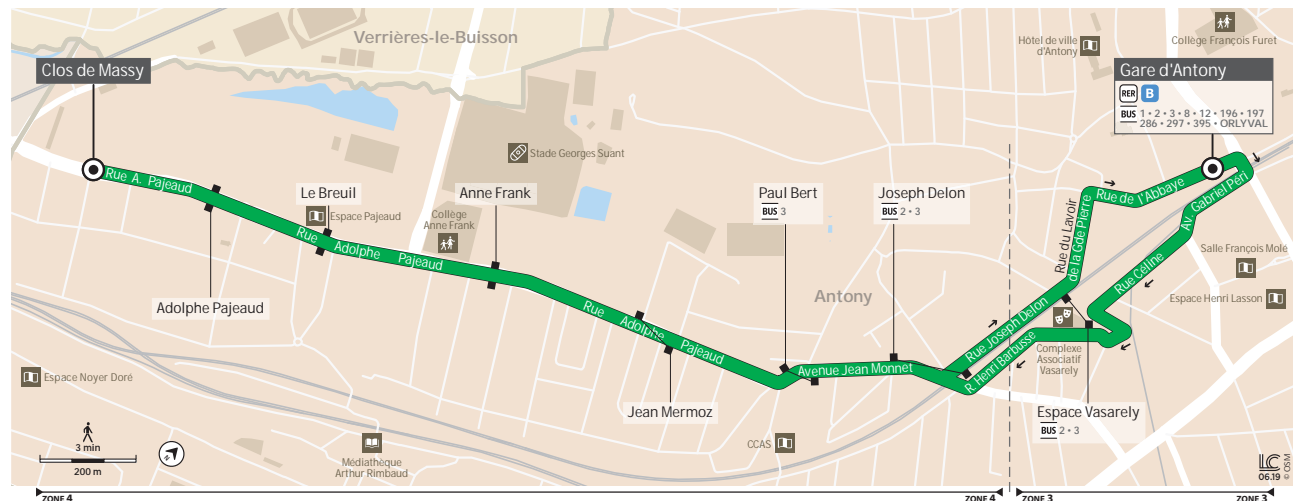 Verrières-le-Buisson
Hôtel de ville
d'Antony
Collège François Furet
Clos de Massy
Gare d'Antony
RER B
BUS 1 • 2 • 3 • 8 • 12 • 196 • 197
286 • 297 • 395 • ORLYVAL
Stade Georges Suant
Rue A. Pajeaud
Le Breuil
Espace Pajeaud
Anne Frank
Collège
Anne Frank
Paul Bert
BUS 3
Joseph Delon
BUS 2 • 3
Rue de l'Abbaye
Av. Gabriel Péri
Rue du Lavoir
de la Gde Pierre
Rue Adolphe Pajeaud
Salle François Molé
Rue Céline
Espace Henri Lasson
Adolphe Pajeaud
Antony
Rue Adolphe Pajeaud
Rue Joseph Delon
R. Henri Barbusse
Complexe
Associatif
Vasarely
Avenue Jean Monnet
Espace Noyer Doré
Jean Mermoz
Espace Vasarely
BUS 2 • 3
CCAS
3 min
200 m
N
Médiathèque
Arthur Rimbaud
LC
06.19
© OSM
ZONE 4
ZONE 4
ZONE 3
ZONE 3